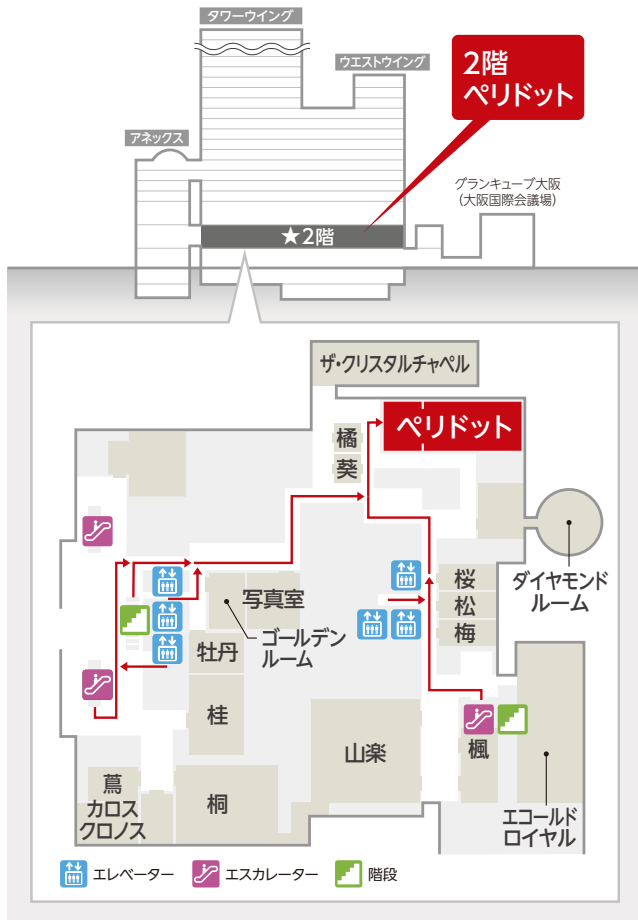 タワーウイング
ウエストウイング
2階
ペリドット
アネックス
グランキューブ大阪
(大阪国際会議場)
★2階
ザ・クリスタルチャペル
ペリドット
橘
葵
桜
松
梅
ダイヤモンド
ルーム
写真室
ゴールデン
ルーム
牡丹
桂
山楽
楓
蔦
カロス
クロノス
桐
エコールド
ロイヤル
エレベーター
エスカレーター
階段